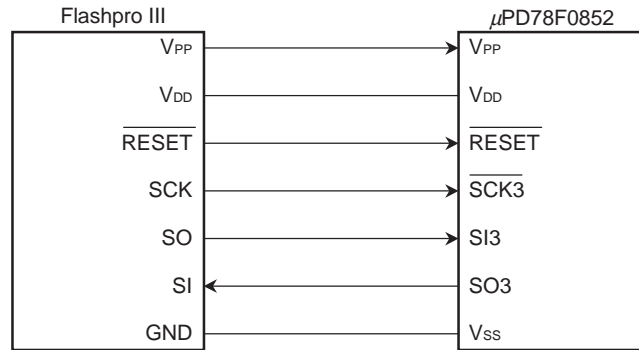 Flashpro III
μPD78F0852
VPP
VPP
VDD
VDD
RESET
RESET
SCK
SCK3
SO
SI3
SI
SO3
GND
VSS